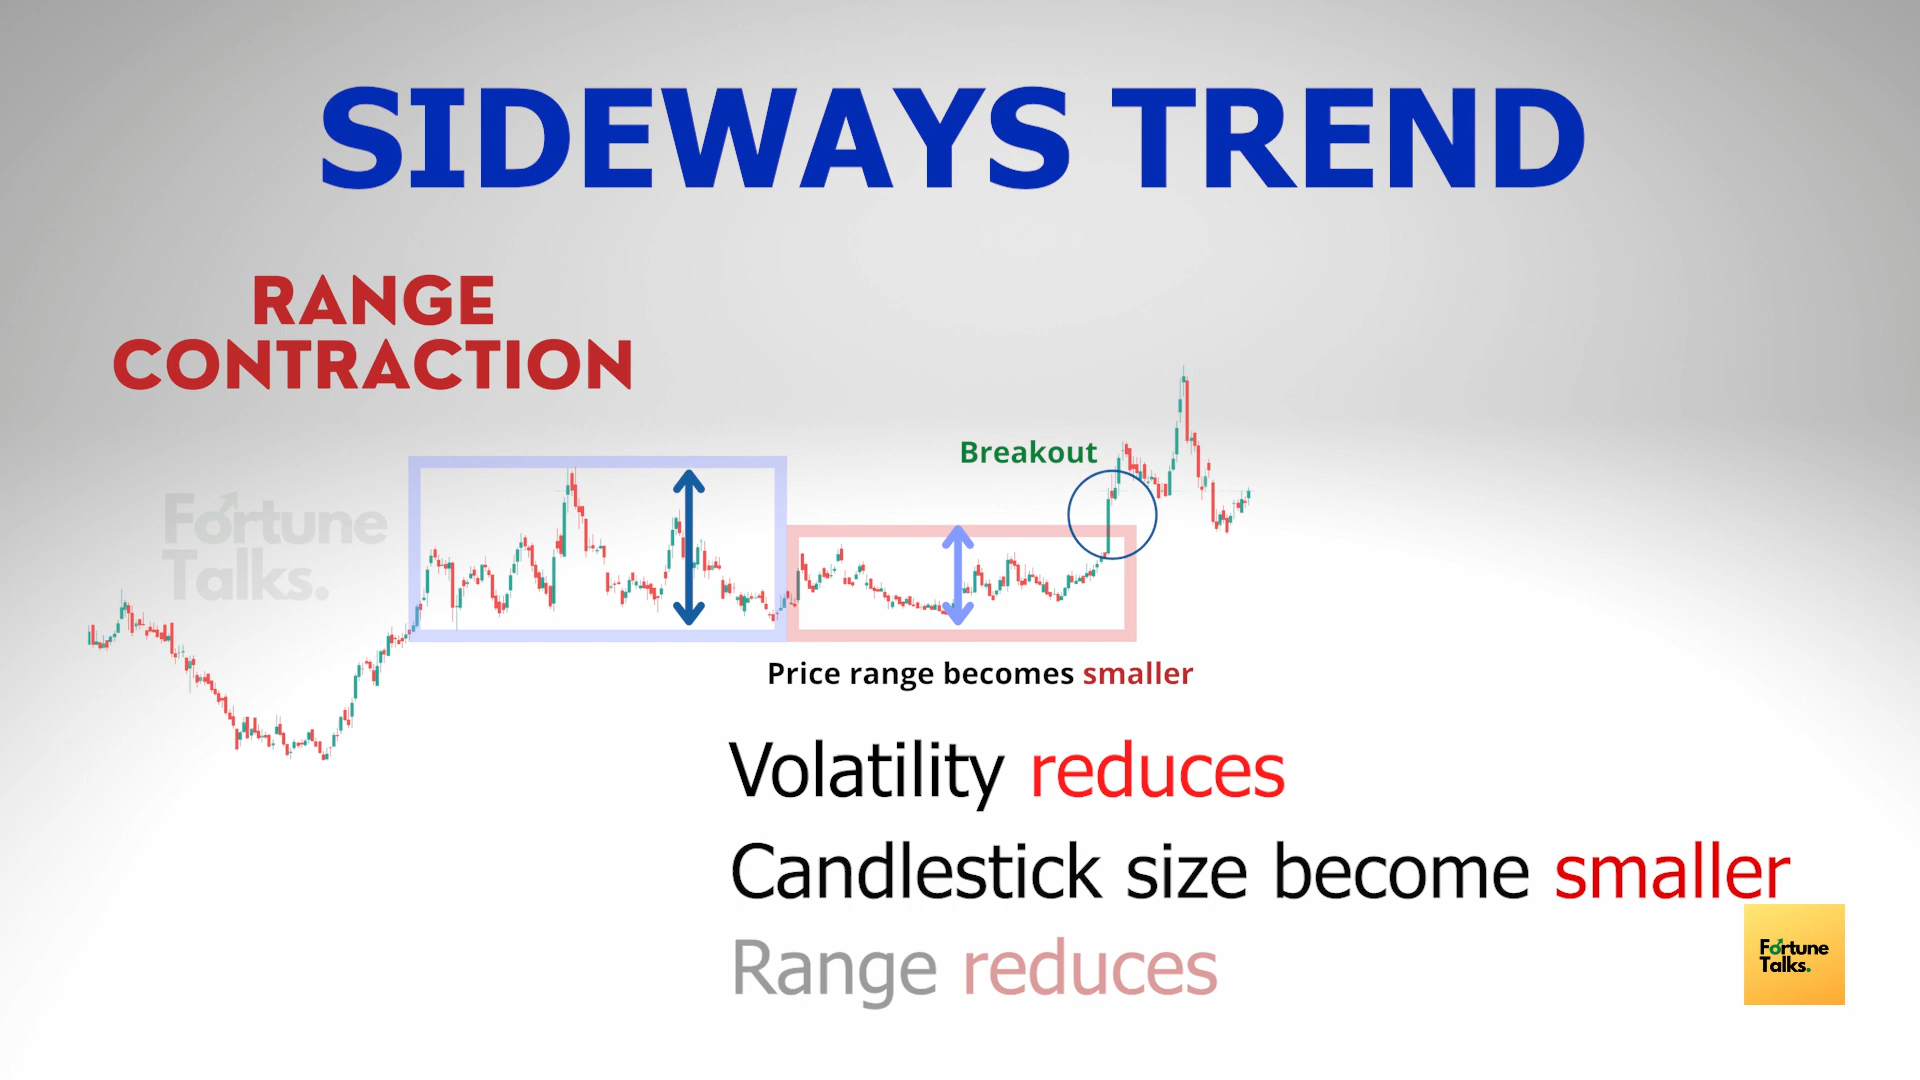 SIDEWAYS TREND
RANGE
CONTRACTION
Breakout
Fortune
Talks.
Price range becomes smaller
Volatility reduces
Candlestick size become smaller
Range reduces
Fortune
Talks.